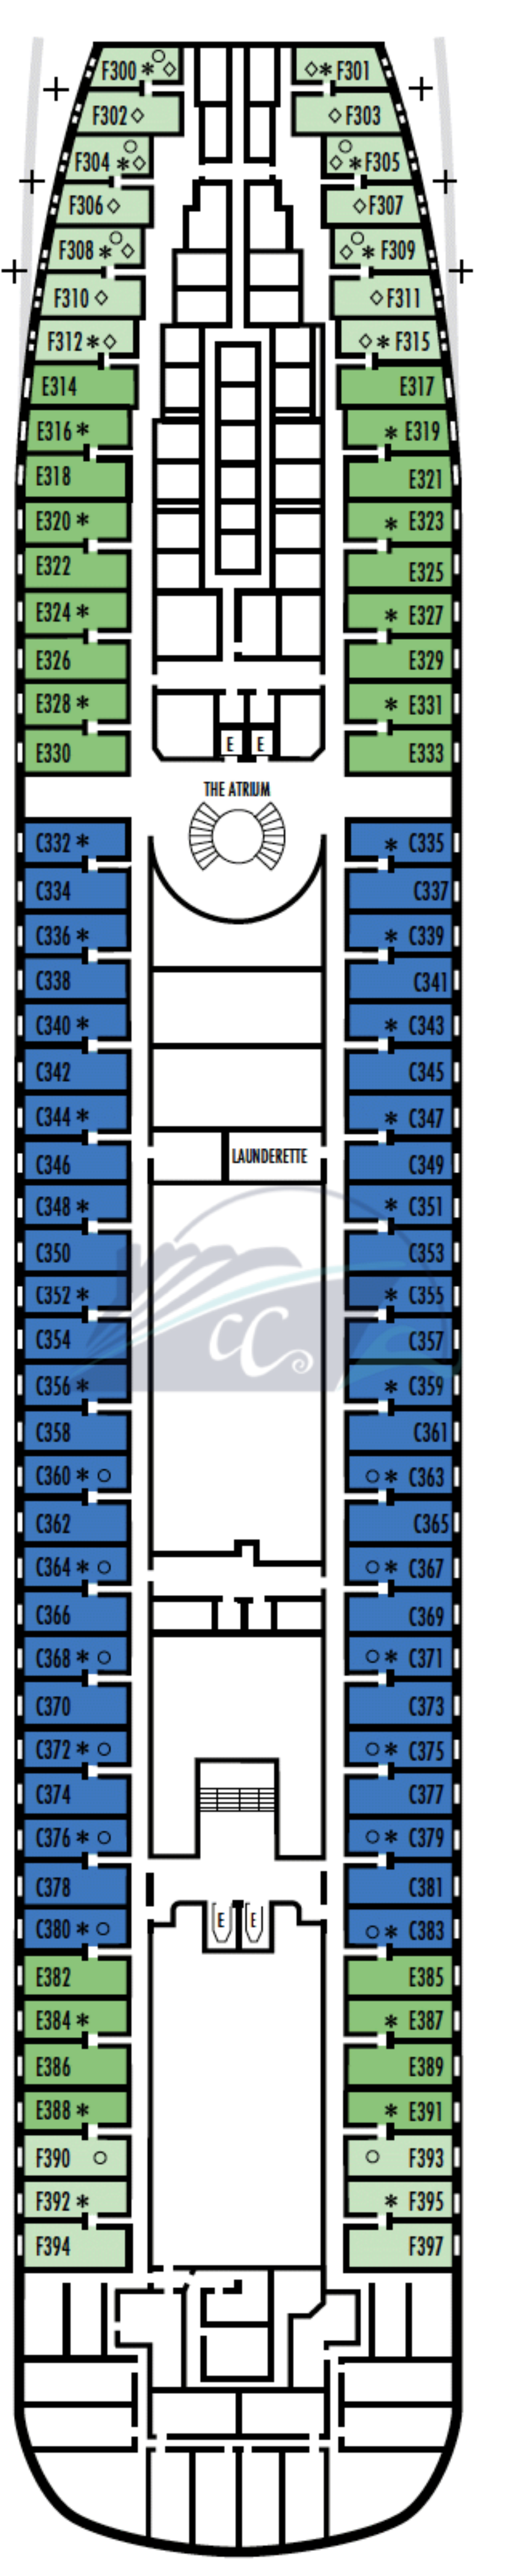 F300 *○◇ ◇* F301
F302 ◇ ◇ F303
F304 *○◇ ○◇* F305
F306 ◇ ◇ F307
F308 ○*◇ ◇○* F309
F310 ◇ ◇ F311
F312 *◇ ◇* F315
E314 E317
E316 * * E319
E318 E321
E320 * * E323
E322 E325
E324 * * E327
E326 E329
E328 * * E331
E330 E E E333
THE ATRIUM
C332 * * C335
C334 C337
C336 * * C339
C338 C341
C340 * * C343
C342 C345
C344 * * C347
C346 LAUNDERETTE C349
C348 * * C351
C350 C353
C352 * * C355
C354 CC C357
C356 * * C359
C358 C361
C360 * ○ ○ * C363
C362 C365
C364 * ○ ○ * C367
C366 C369
C368 * ○ ○ * C371
C370 C373
C372 * ○ ○ * C375
C374 C377
C376 * ○ ○ * C379
C378 C381
C380 * ○ E E ○ * C383
E382 E385
E384 * * E387
E386 E389
E388 * * E391
F390 ○ ○ F393
F392 * * F395
F394 F397